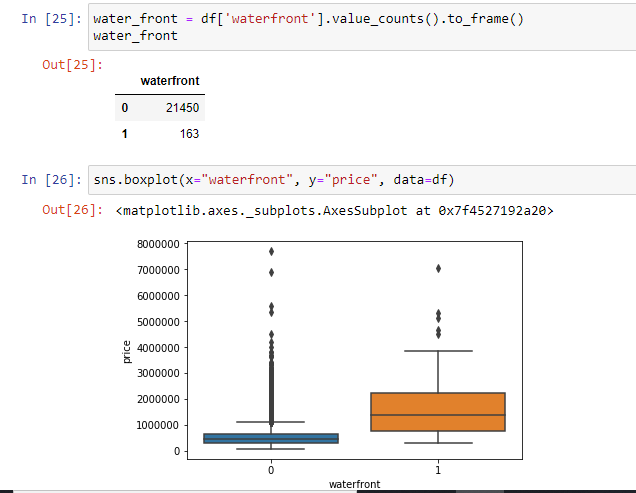 In [25]: water_front = df['waterfront'].value_counts().to_frame()
water_front
Out[25]:
waterfront
0 21450
1 163
In [26]: sns.boxplot(x="waterfront", y="price", data=df)
Out[26]: <matplotlib.axes._subplots.AxesSubplot at 0x7f4527192a20>
8000000
7000000
6000000
5000000
4000000
3000000
2000000
1000000
0
price
0 1
waterfront